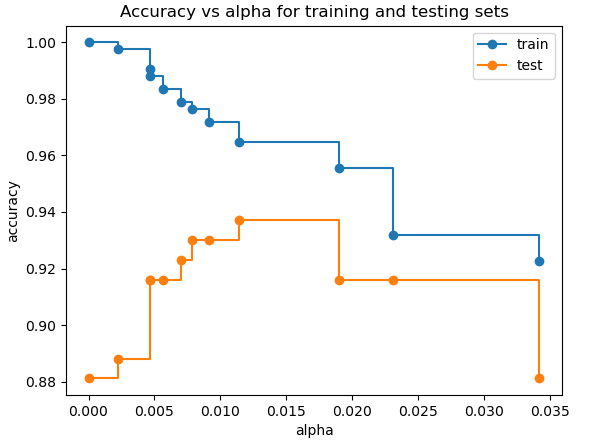 Accuracy vs alpha for training and testing sets
train
test
accuracy
1.00
0.98
0.96
0.94
0.92
0.90
0.88
0.000 0.005 0.010 0.015 0.020 0.025 0.030 0.035
alpha